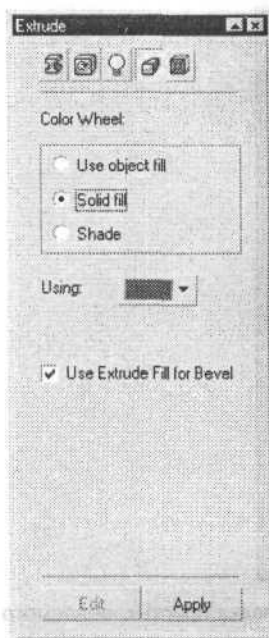 Extrude
Color Wheel:
Use object fill
Solid fill
Shade
Using:
Use Extrude Fill for Bevel
Edit
Apply